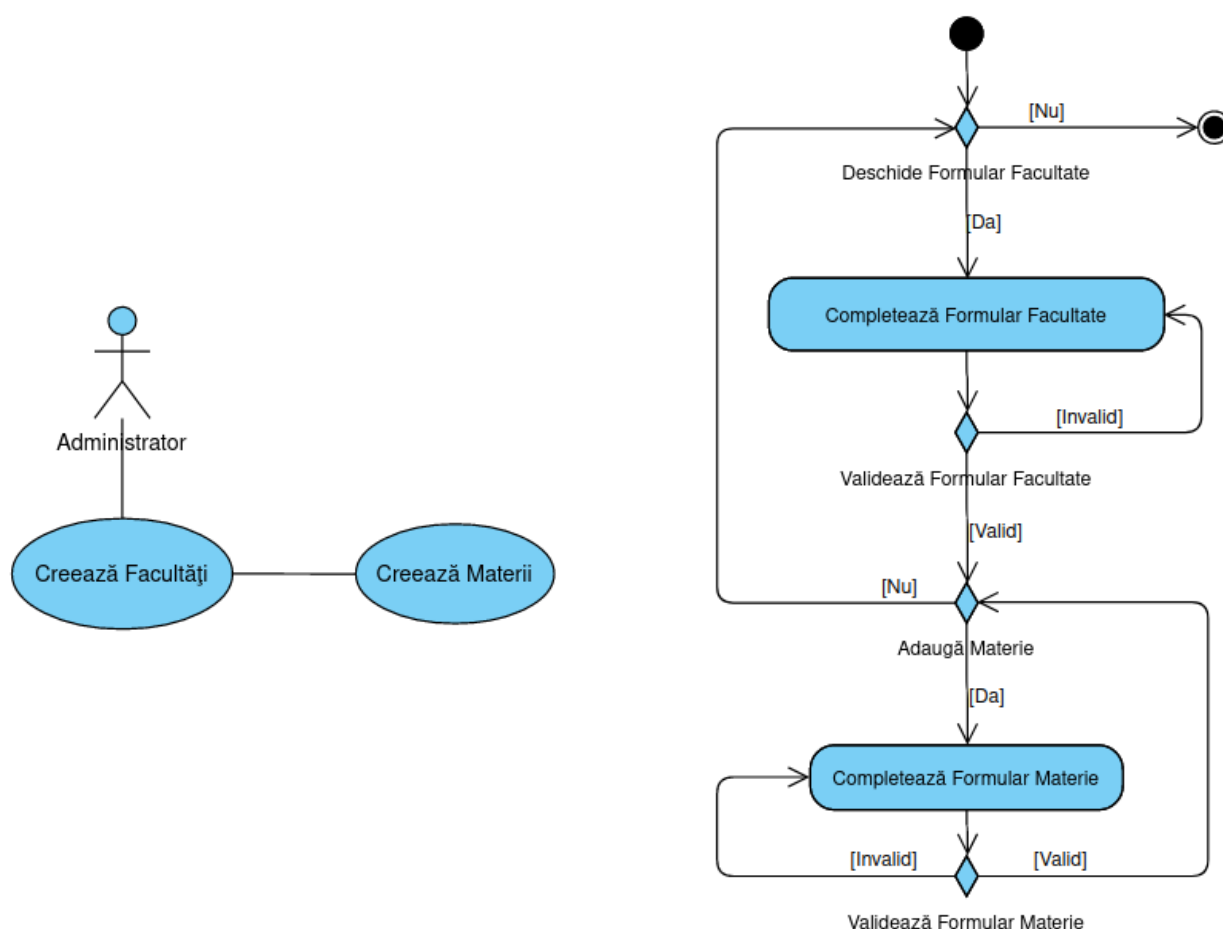 Administrator
Creează Facultăţi
Creează Materii
[Nu]
Deschide Formular Facultate
[Da]
Completează Formular Facultate
[Invalid]
Validează Formular Facultate
[Valid]
[Nu]
Adaugă Materie
[Da]
Completează Formular Materie
[Invalid]
[Valid]
Validează Formular Materie